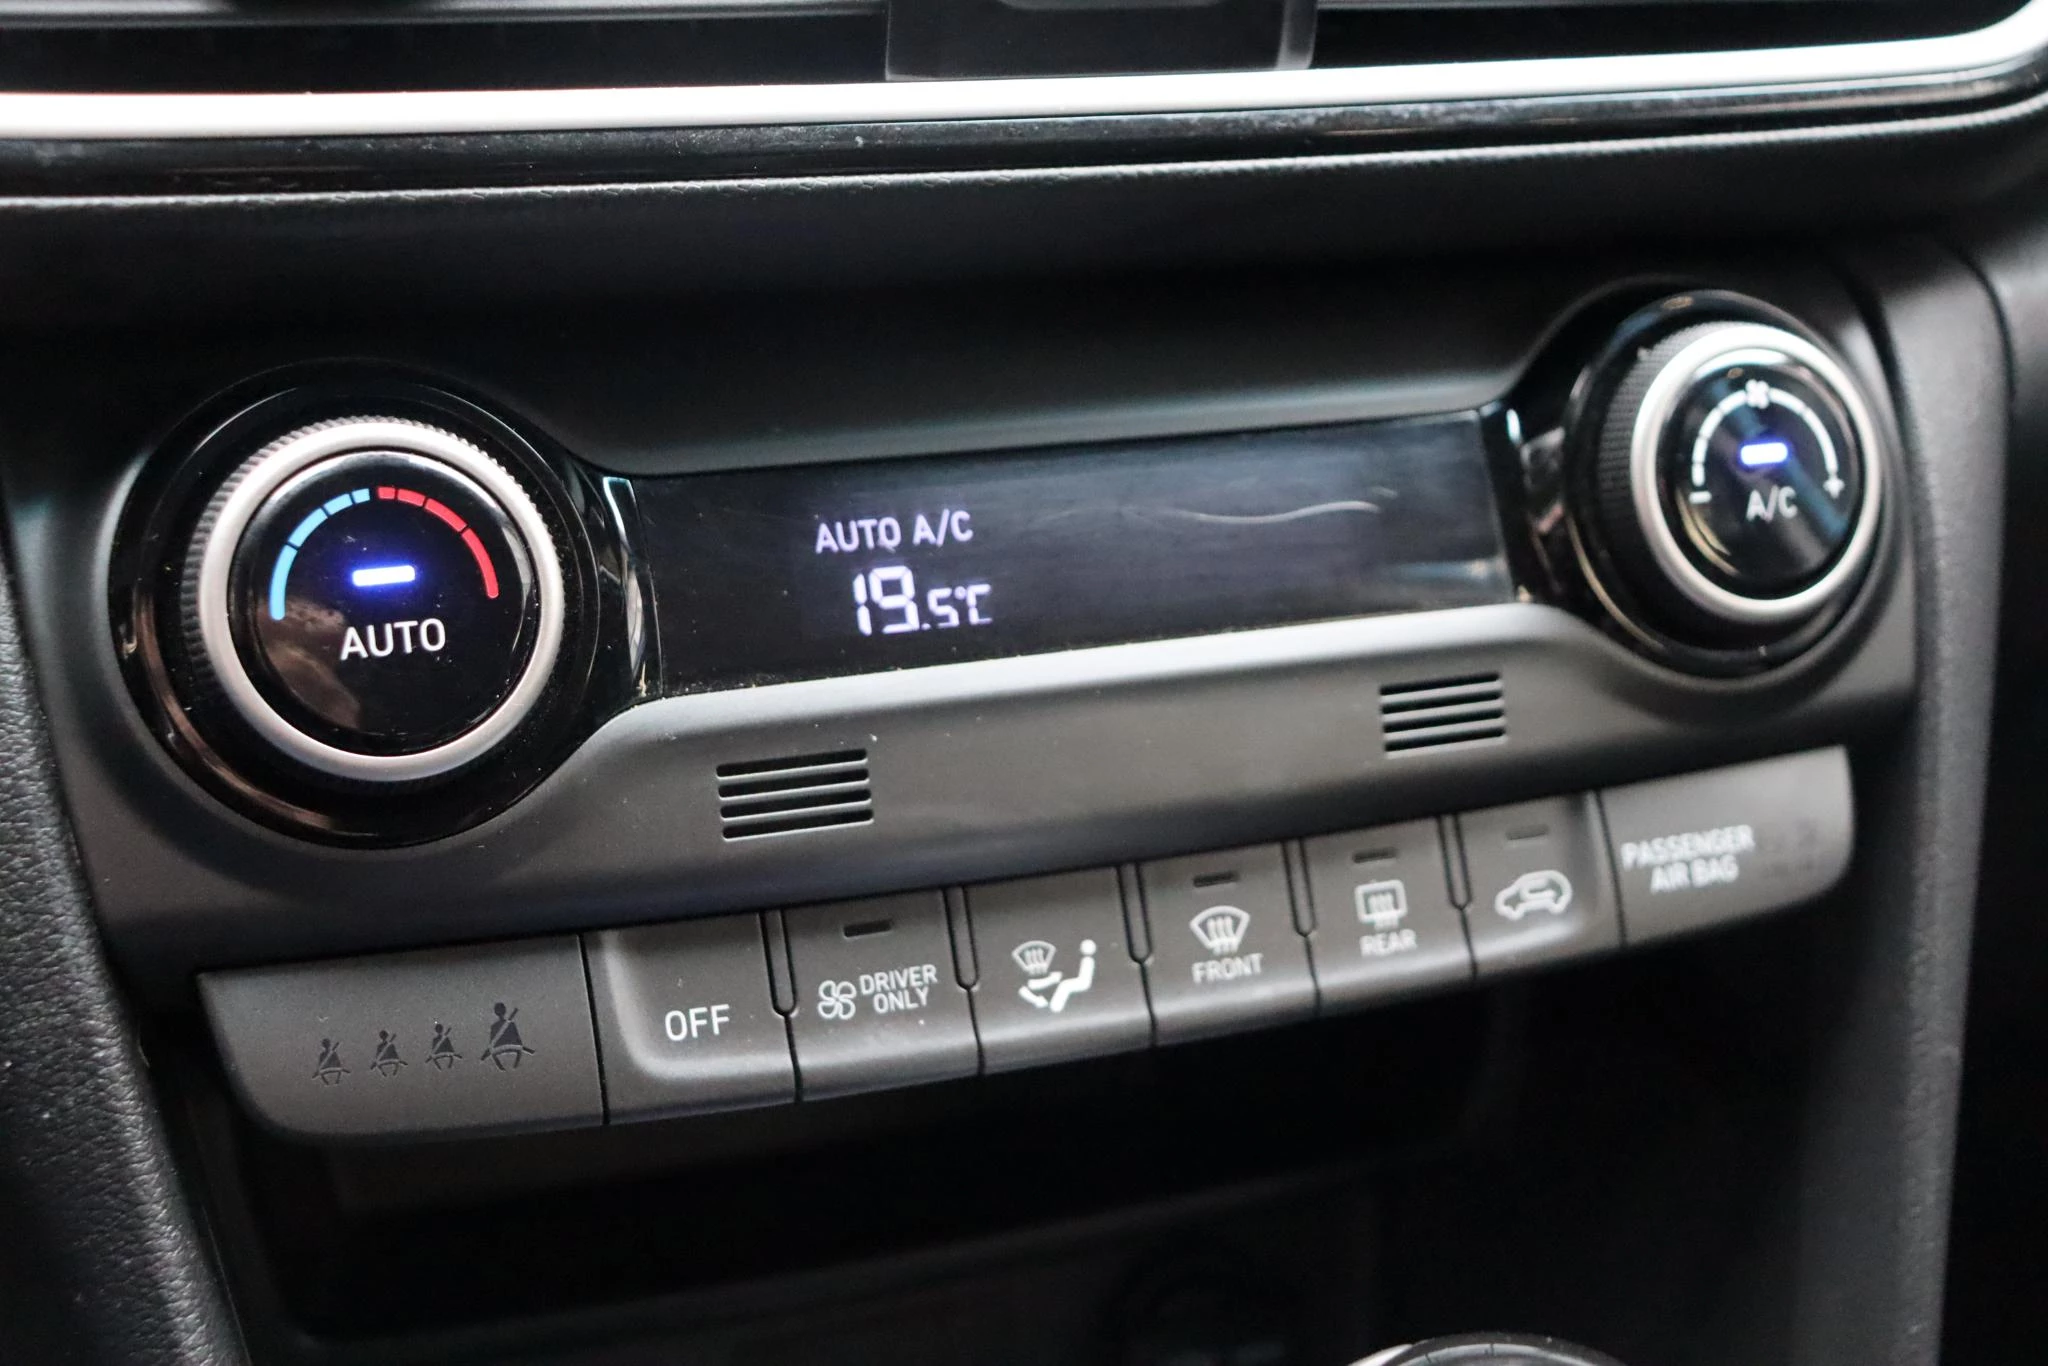 AUTO
AUTO A/C
19.5°C
A/C
- +
OFF
DRIVER
ONLY
FRONT
REAR
PASSENGER
AIR BAG